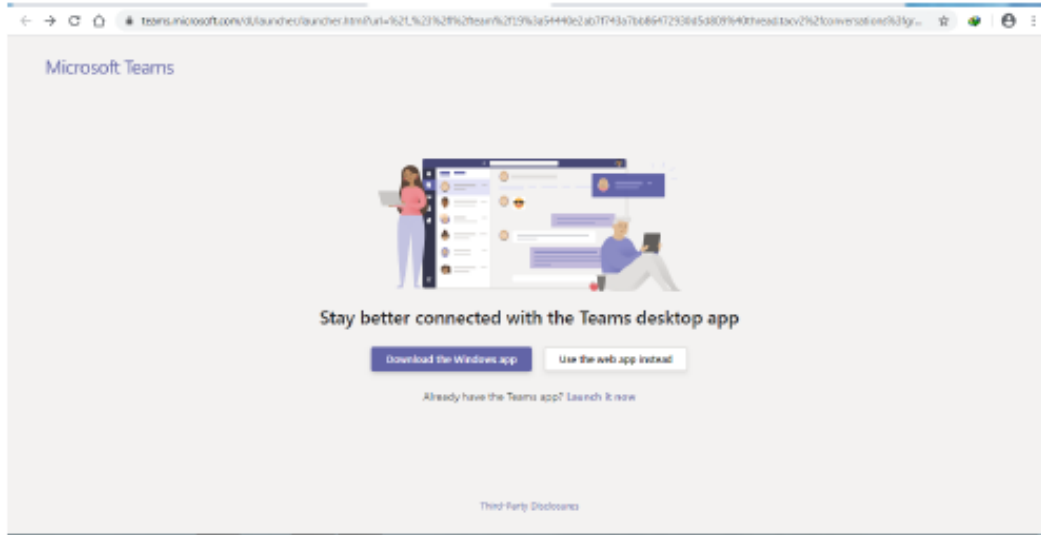 Microsoft Teams
Stay better connected with the Teams desktop app
Download the Windows app
Use the web app instead
Already have the Teams app? Launch it now
Third-Party Disclosures